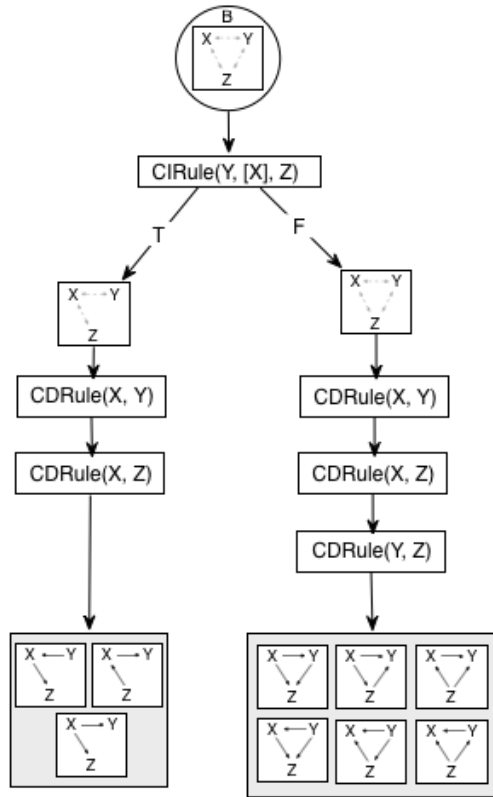 B
X Y
Z
CIRule(Y, [X], Z)
T F
X Y
Z
X Y
Z
CDRule(X, Y)
CDRule(X, Y)
CDRule(X, Z)
CDRule(X, Z)
CDRule(Y, Z)
X Y
Z
X Y
Z
X Y
Z
X Y
Z
X Y
Z
X Y
Z
X Y
Z
X Y
Z
X Y
Z